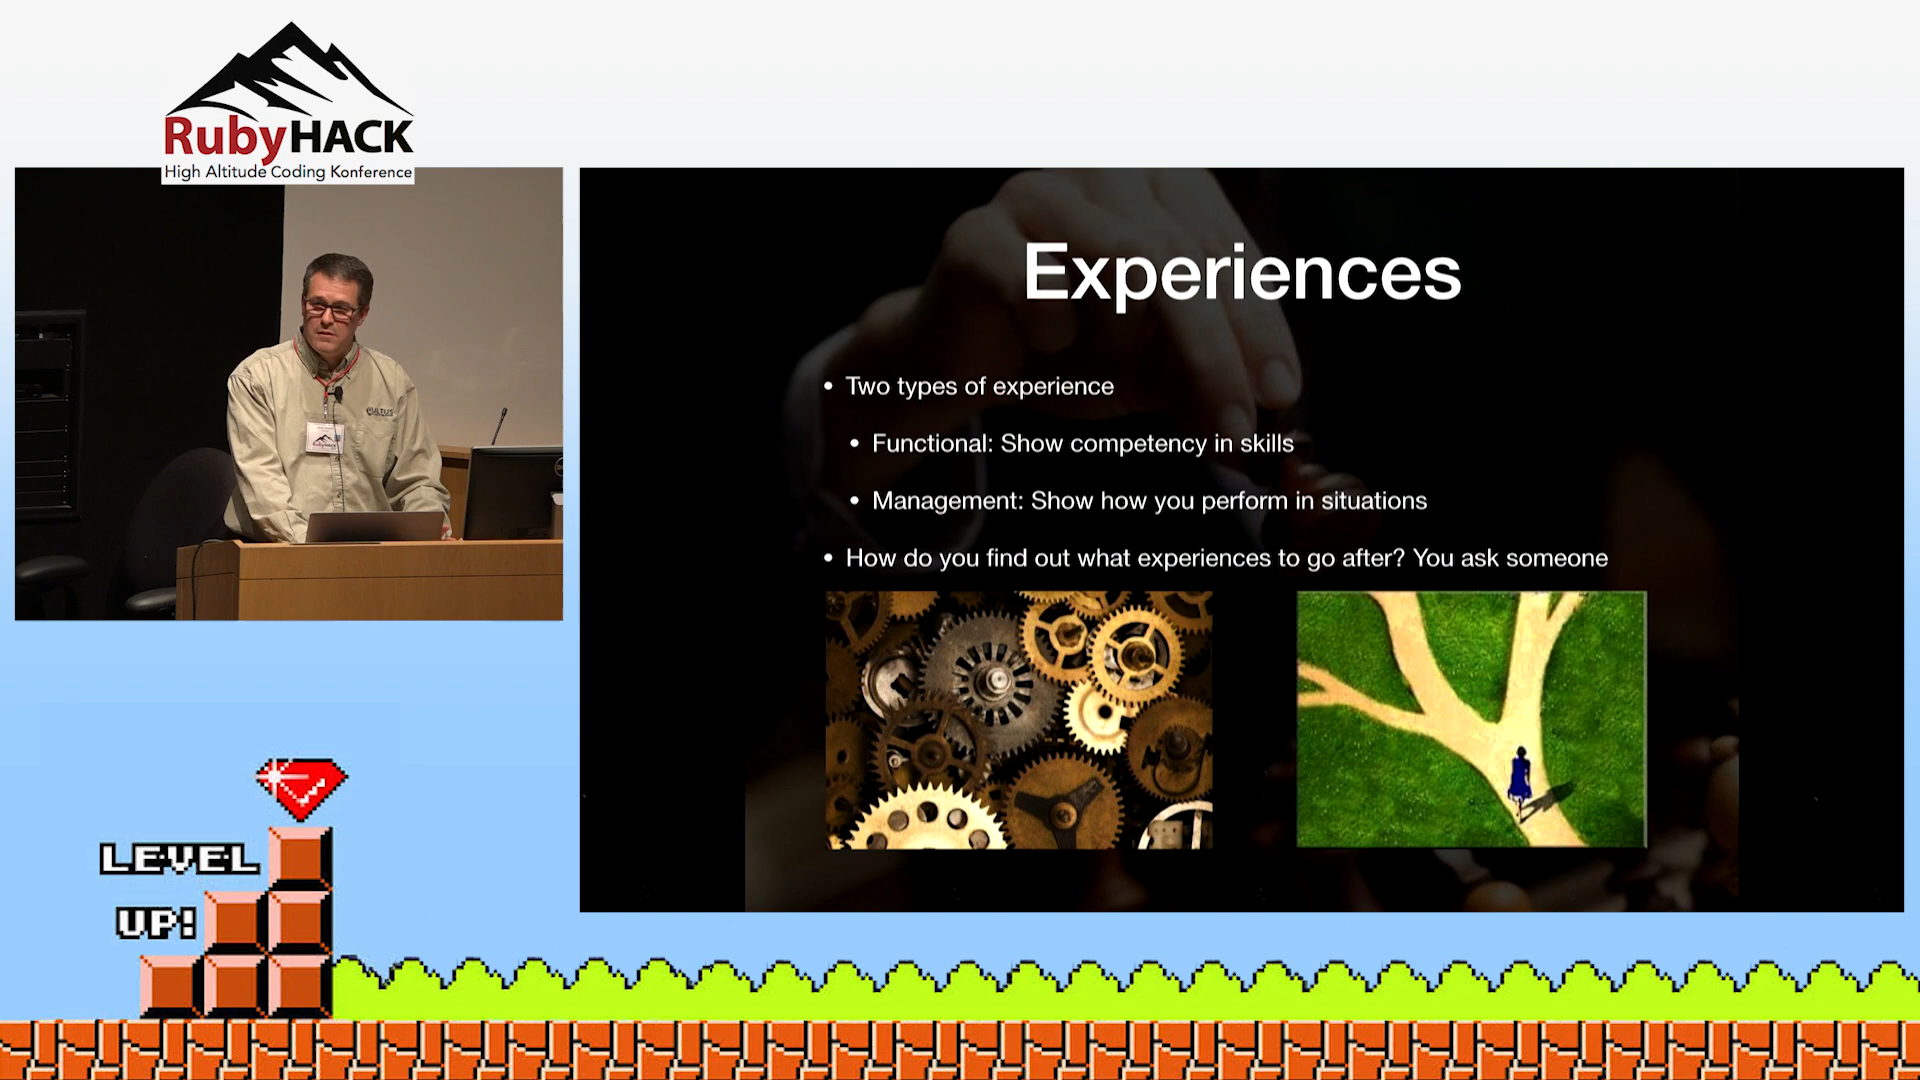 RubyHACK
High Altitude Coding Konference
Experiences
• Two types of experience
• Functional: Show competency in skills
• Management: Show how you perform in situations
• How do you find out what experiences to go after? You ask someone
LEVEL
UP!